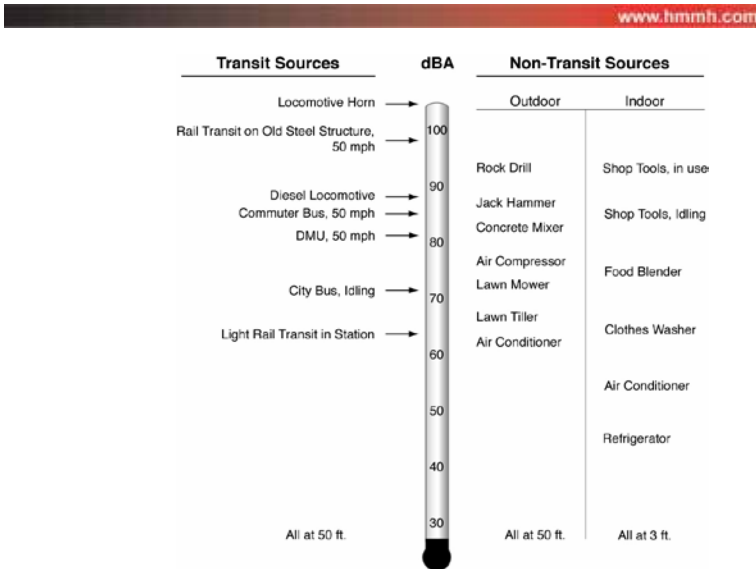 www.hmmh.com
Transit Sources
dBA
Non-Transit Sources
Outdoor
Indoor
Locomotive Horn
Rail Transit on Old Steel Structure,
50 mph
Diesel Locomotive
Commuter Bus, 50 mph
DMU, 50 mph
City Bus, Idling
Light Rail Transit in Station
All at 50 ft.
100
90
80
70
60
50
40
30
Rock Drill
Jack Hammer
Concrete Mixer
Air Compressor
Lawn Mower
Lawn Tiller
Air Conditioner
All at 50 ft.
Shop Tools, in use
Shop Tools, Idling
Food Blender
Clothes Washer
Air Conditioner
Refrigerator
All at 3 ft.